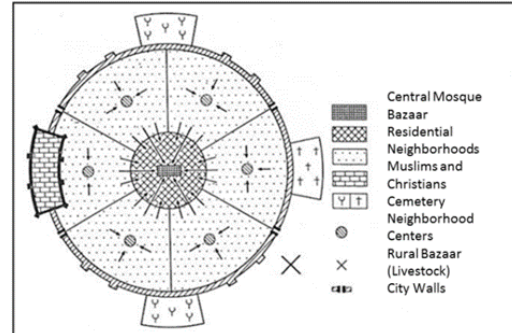 Central Mosque
Bazaar
Residential
Neighborhoods
Muslims and
Christians
Cemetery
Neighborhood
Centers
Rural Bazaar
(Livestock)
City Walls